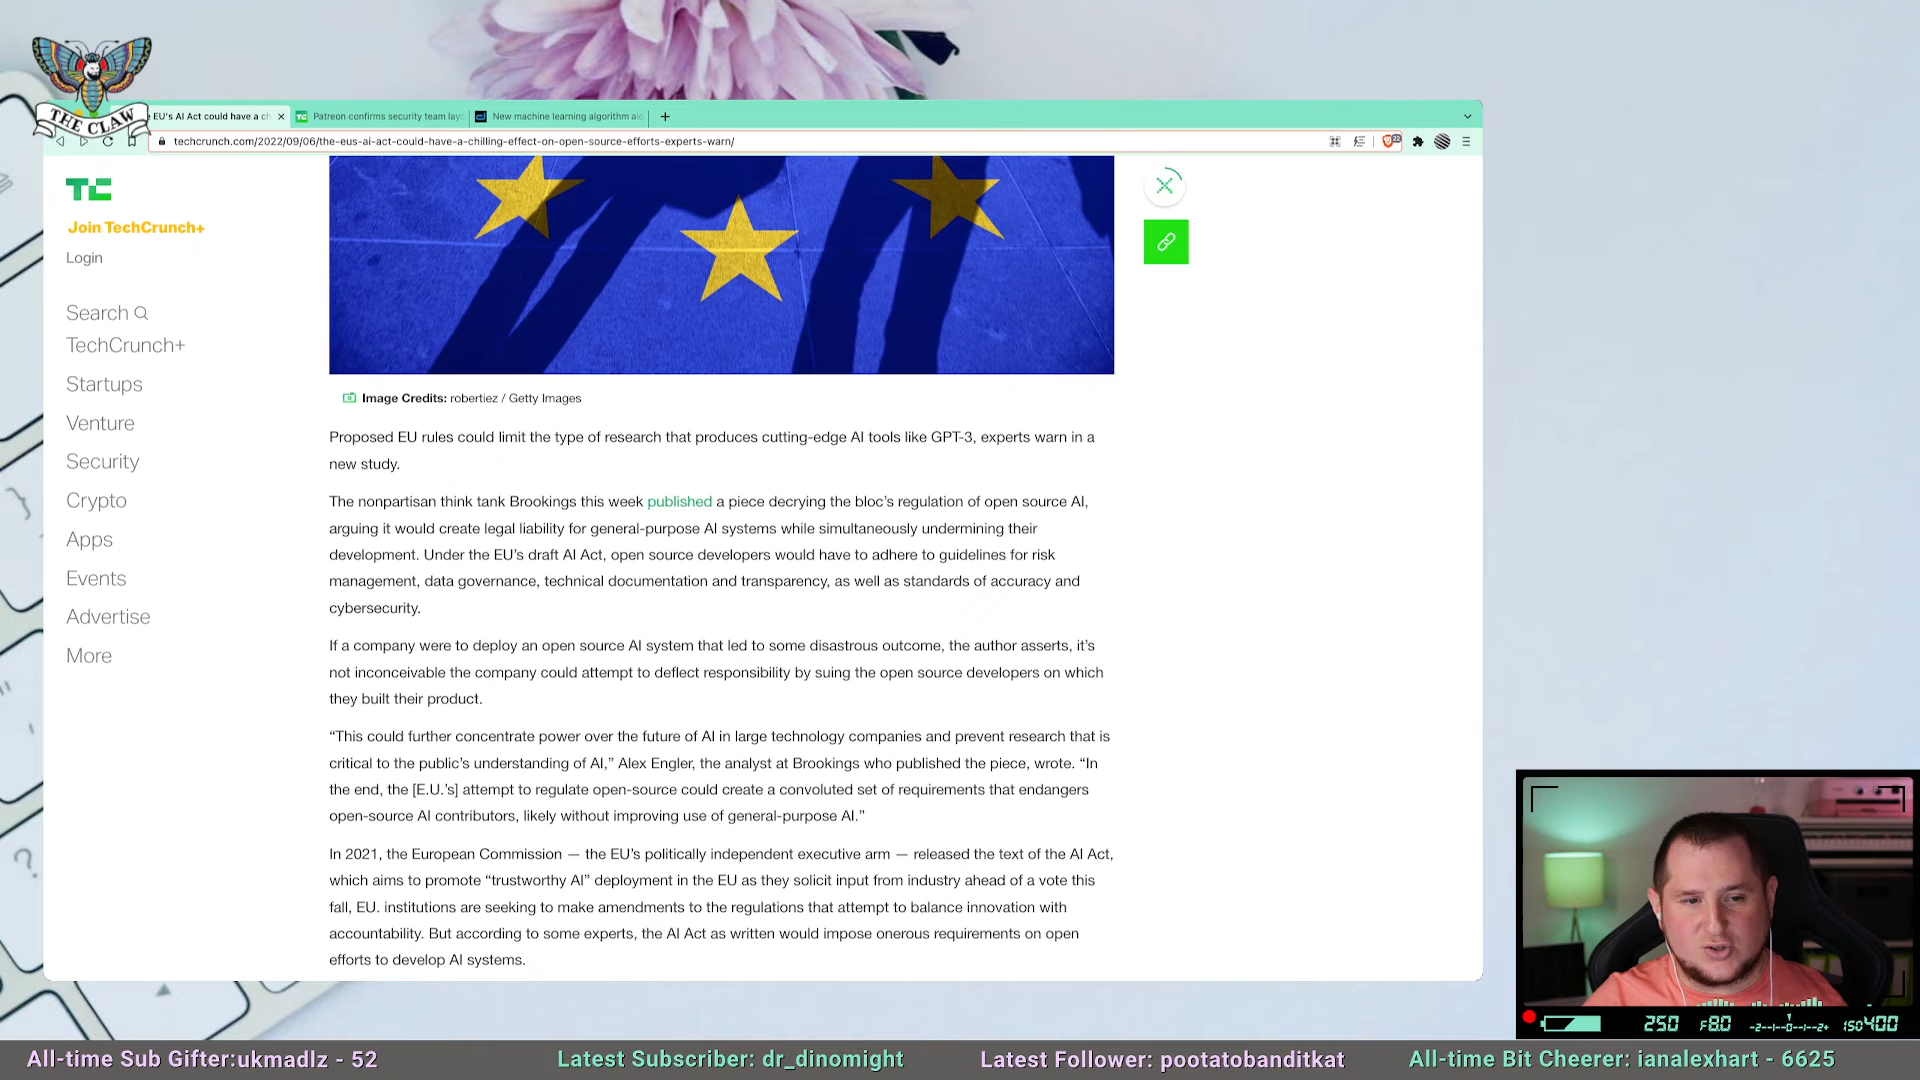 THE CLAW
EU's AI Act could have a ch
Patreon confirms security team lay
New machine learning algorithm aid
techcrunch.com/2022/09/06/the-eus-ai-act-could-have-a-chilling-effect-on-open-source-efforts-experts-warn/
TC
Join TechCrunch+
Login
Search
TechCrunch+
Startups
Venture
Security
Crypto
Apps
Events
Advertise
More
Image Credits: robertiez / Getty Images
Proposed EU rules could limit the type of research that produces cutting-edge AI tools like GPT-3, experts warn in a
new study.
The nonpartisan think tank Brookings this week published a piece decrying the bloc's regulation of open source AI,
arguing it would create legal liability for general-purpose AI systems while simultaneously undermining their
development. Under the EU's draft AI Act, open source developers would have to adhere to guidelines for risk
management, data governance, technical documentation and transparency, as well as standards of accuracy and
cybersecurity.
If a company were to deploy an open source AI system that led to some disastrous outcome, the author asserts, it's
not inconceivable the company could attempt to deflect responsibility by suing the open source developers on which
they built their product.
“This could further concentrate power over the future of AI in large technology companies and prevent research that is
critical to the public's understanding of AI,” Alex Engler, the analyst at Brookings who published the piece, wrote. “In
the end, the [E.U.'s] attempt to regulate open-source could create a convoluted set of requirements that endangers
open-source AI contributors, likely without improving use of general-purpose AI.”
In 2021, the European Commission — the EU's politically independent executive arm — released the text of the AI Act,
which aims to promote “trustworthy AI” deployment in the EU as they solicit input from industry ahead of a vote this
fall, EU. institutions are seeking to make amendments to the regulations that attempt to balance innovation with
accountability. But according to some experts, the AI Act as written would impose onerous requirements on open
efforts to develop AI systems.
250 F8.0 -2--1--0--1--2+ ISO400
All-time Sub Gifter:ukmadlz - 52
Latest Subscriber: dr_dinomight
Latest Follower: pootatobanditkat
All-time Bit Cheerer: ianalexhart - 6625